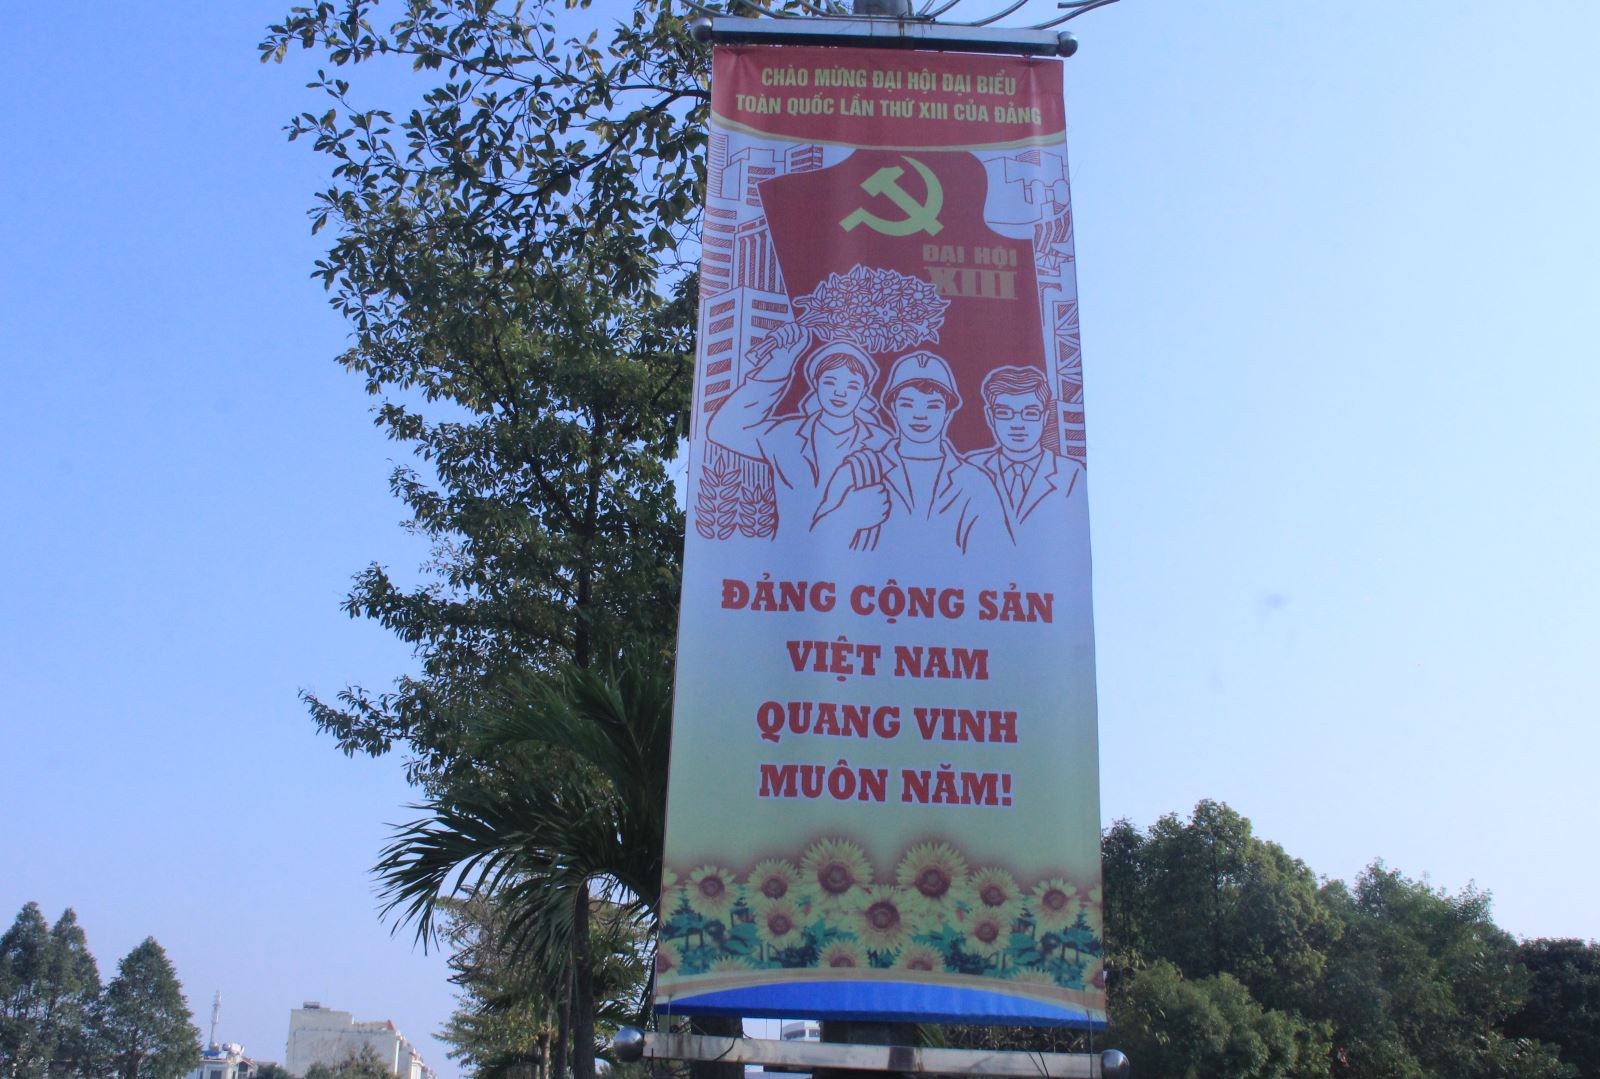 CHÀO MỪNG ĐẠI HỘI ĐẠI BIỂU
TOÀN QUỐC LẦN THỨ XIII CỦA ĐẢNG
ĐẠI HỘI
XIII
ĐẢNG CỘNG SẢN
VIỆT NAM
QUANG VINH
MUÔN NĂM!